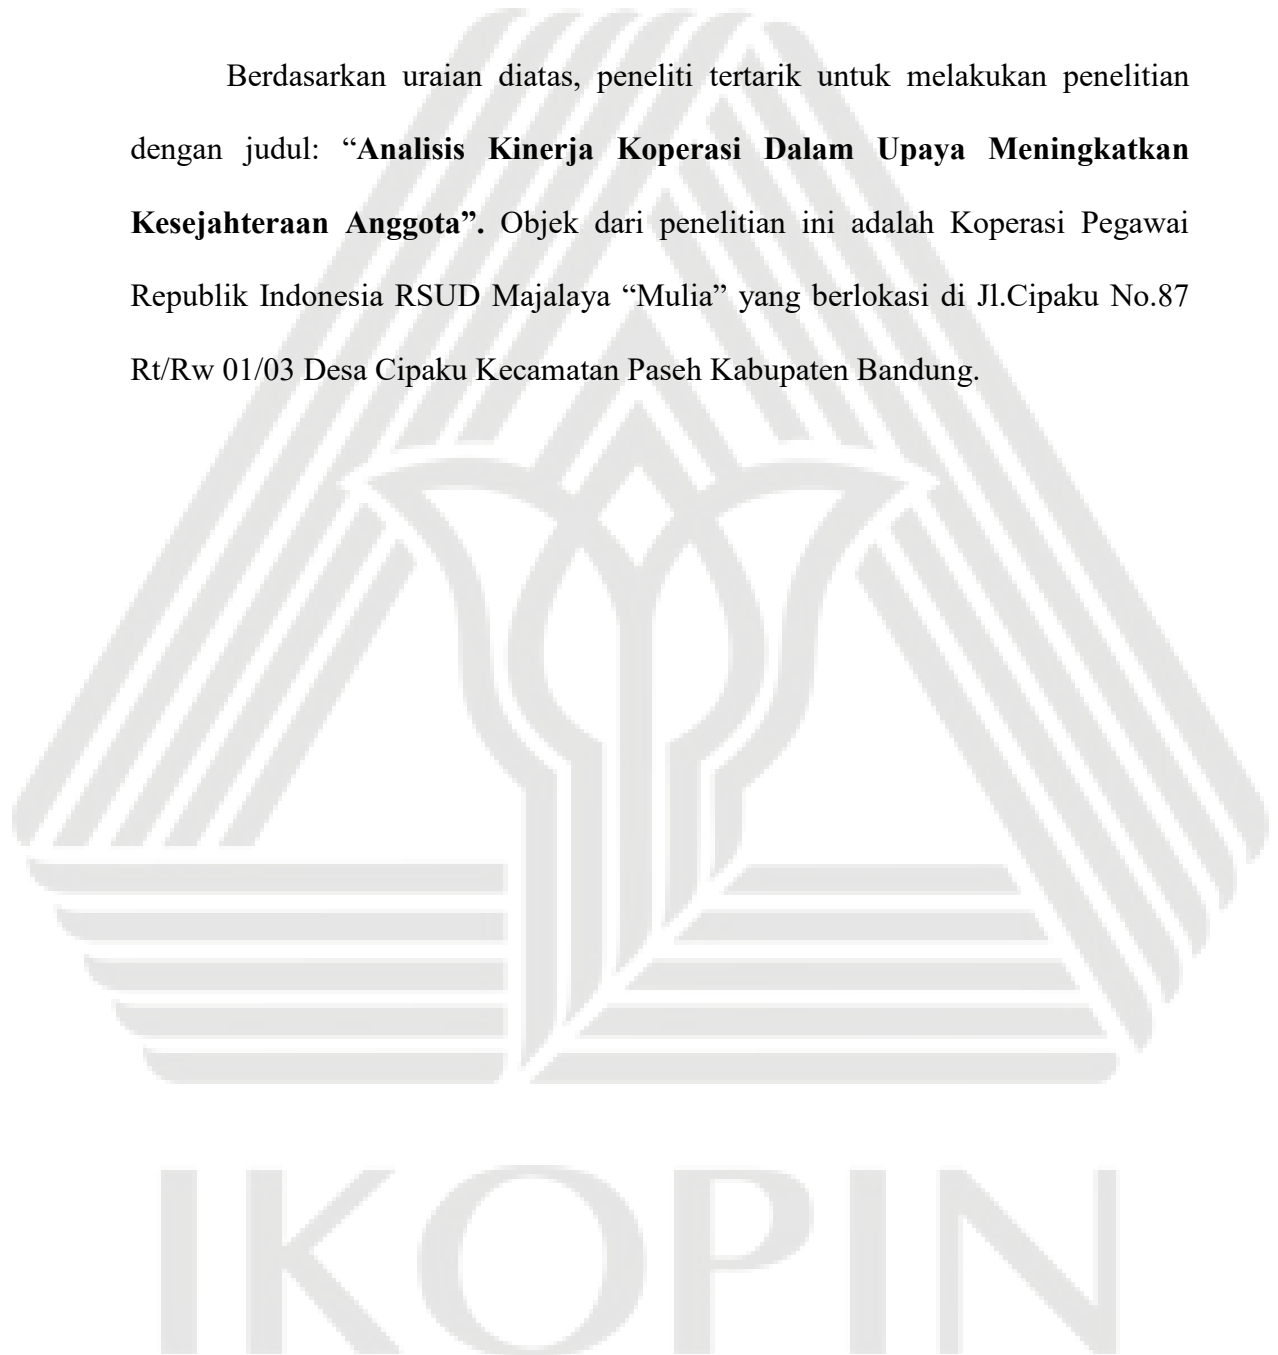 Berdasarkan uraian diatas, peneliti tertarik untuk melakukan penelitian
dengan judul: “Analisis Kinerja Koperasi Dalam Upaya Meningkatkan
Kesejahteraan Anggota”. Objek dari penelitian ini adalah Koperasi Pegawai
Republik Indonesia RSUD Majalaya “Mulia” yang berlokasi di Jl.Cipaku No.87
Rt/Rw 01/03 Desa Cipaku Kecamatan Paseh Kabupaten Bandung.
IKOPIN